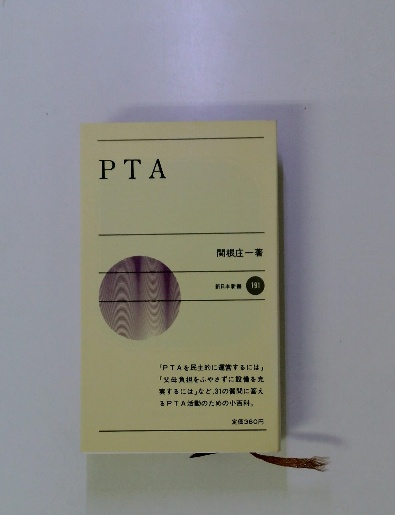 PTA
関根庄一著
新日本新書 191
「PTAを民主的に運営するには」
「父母負担をふやさずに設備を充
実するには」など、31の質問に答え
るPTA活動のための小百科。
定価360円